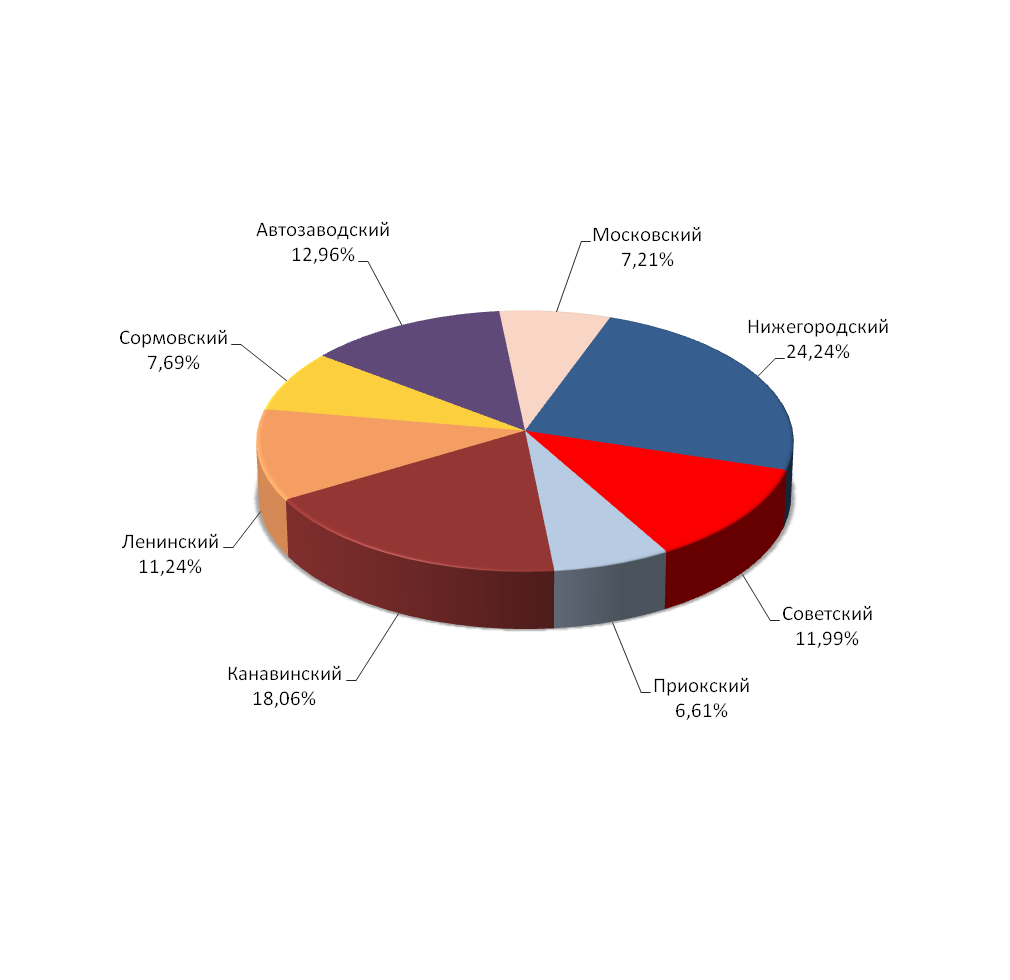 Автозаводский
12,96%
Московский
7,21%
Нижегородский
24,24%
Сормовский
7,69%
Ленинский
11,24%
Советский
11,99%
Канавинский
18,06%
Приокский
6,61%